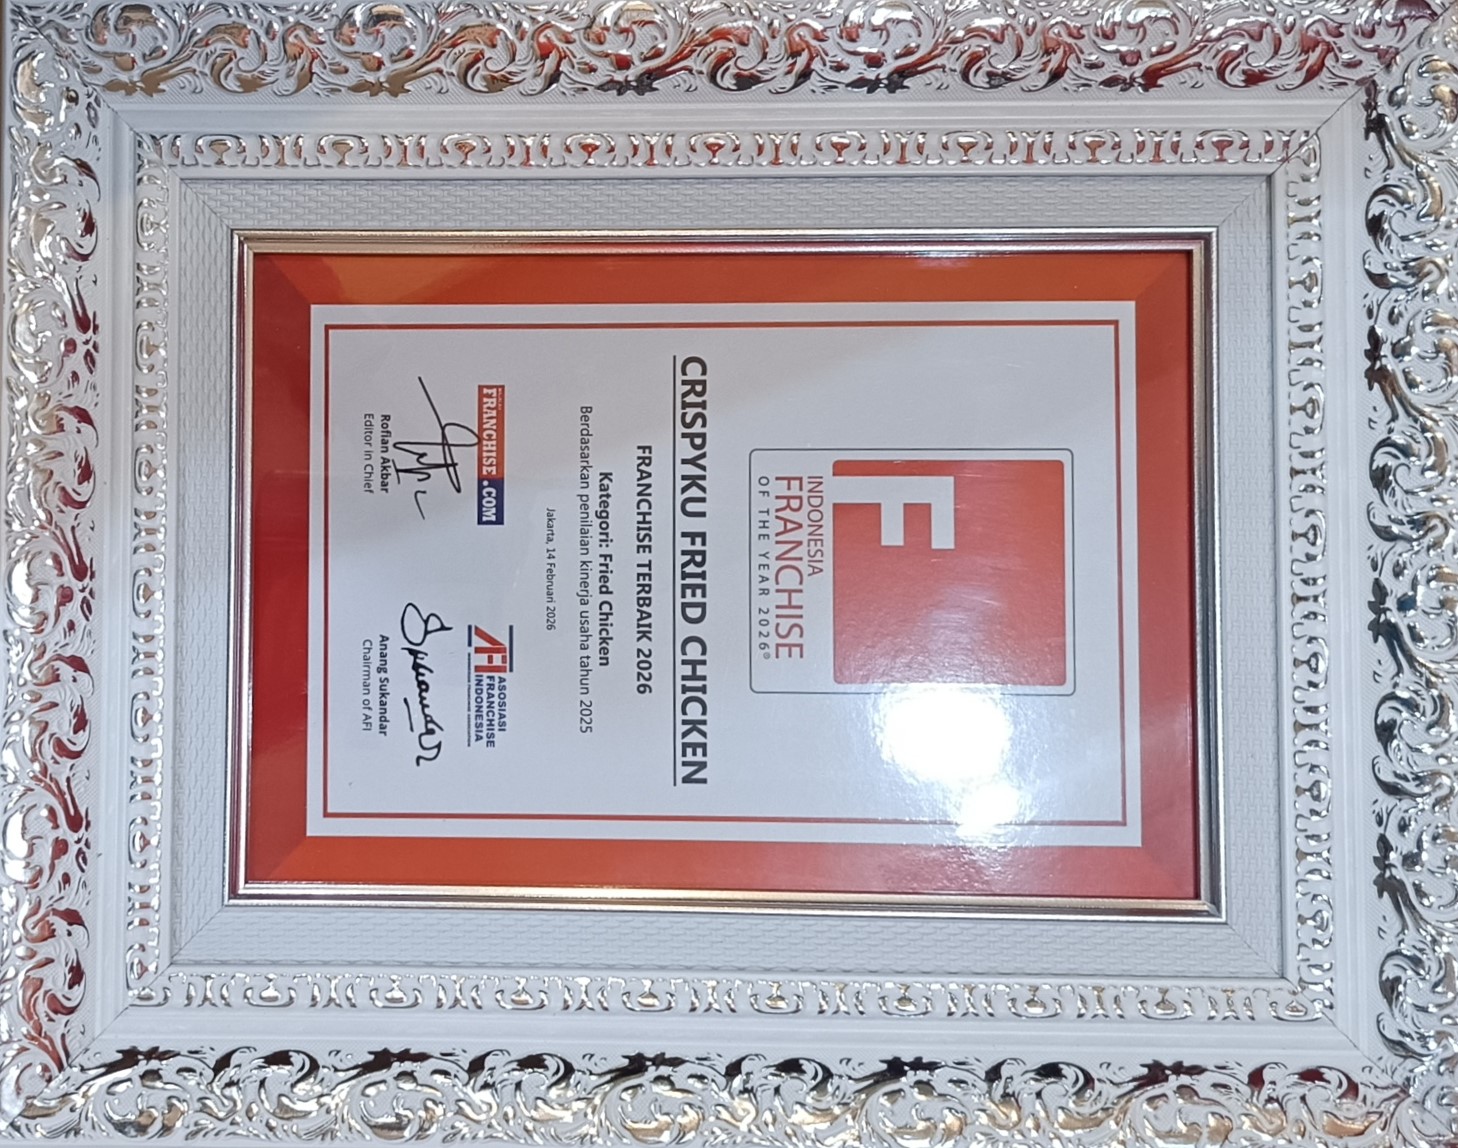 F
INDONESIA
FRANCHISE
OF THE YEAR 2026®
CRISPYKU FRIED CHICKEN
FRANCHISE TERBAIK 2026
Kategori: Fried Chicken
Berdasarkan penilaian kinerja usaha tahun 2025
Jakarta, 14 Februari 2026
FRANCHISE.COM
Rofian Akbar
Editor in Chief
AFI
ASOSIASI
FRANCHISE
INDONESIA
Sukandar
Anang Sukandar
Chairman of AFI